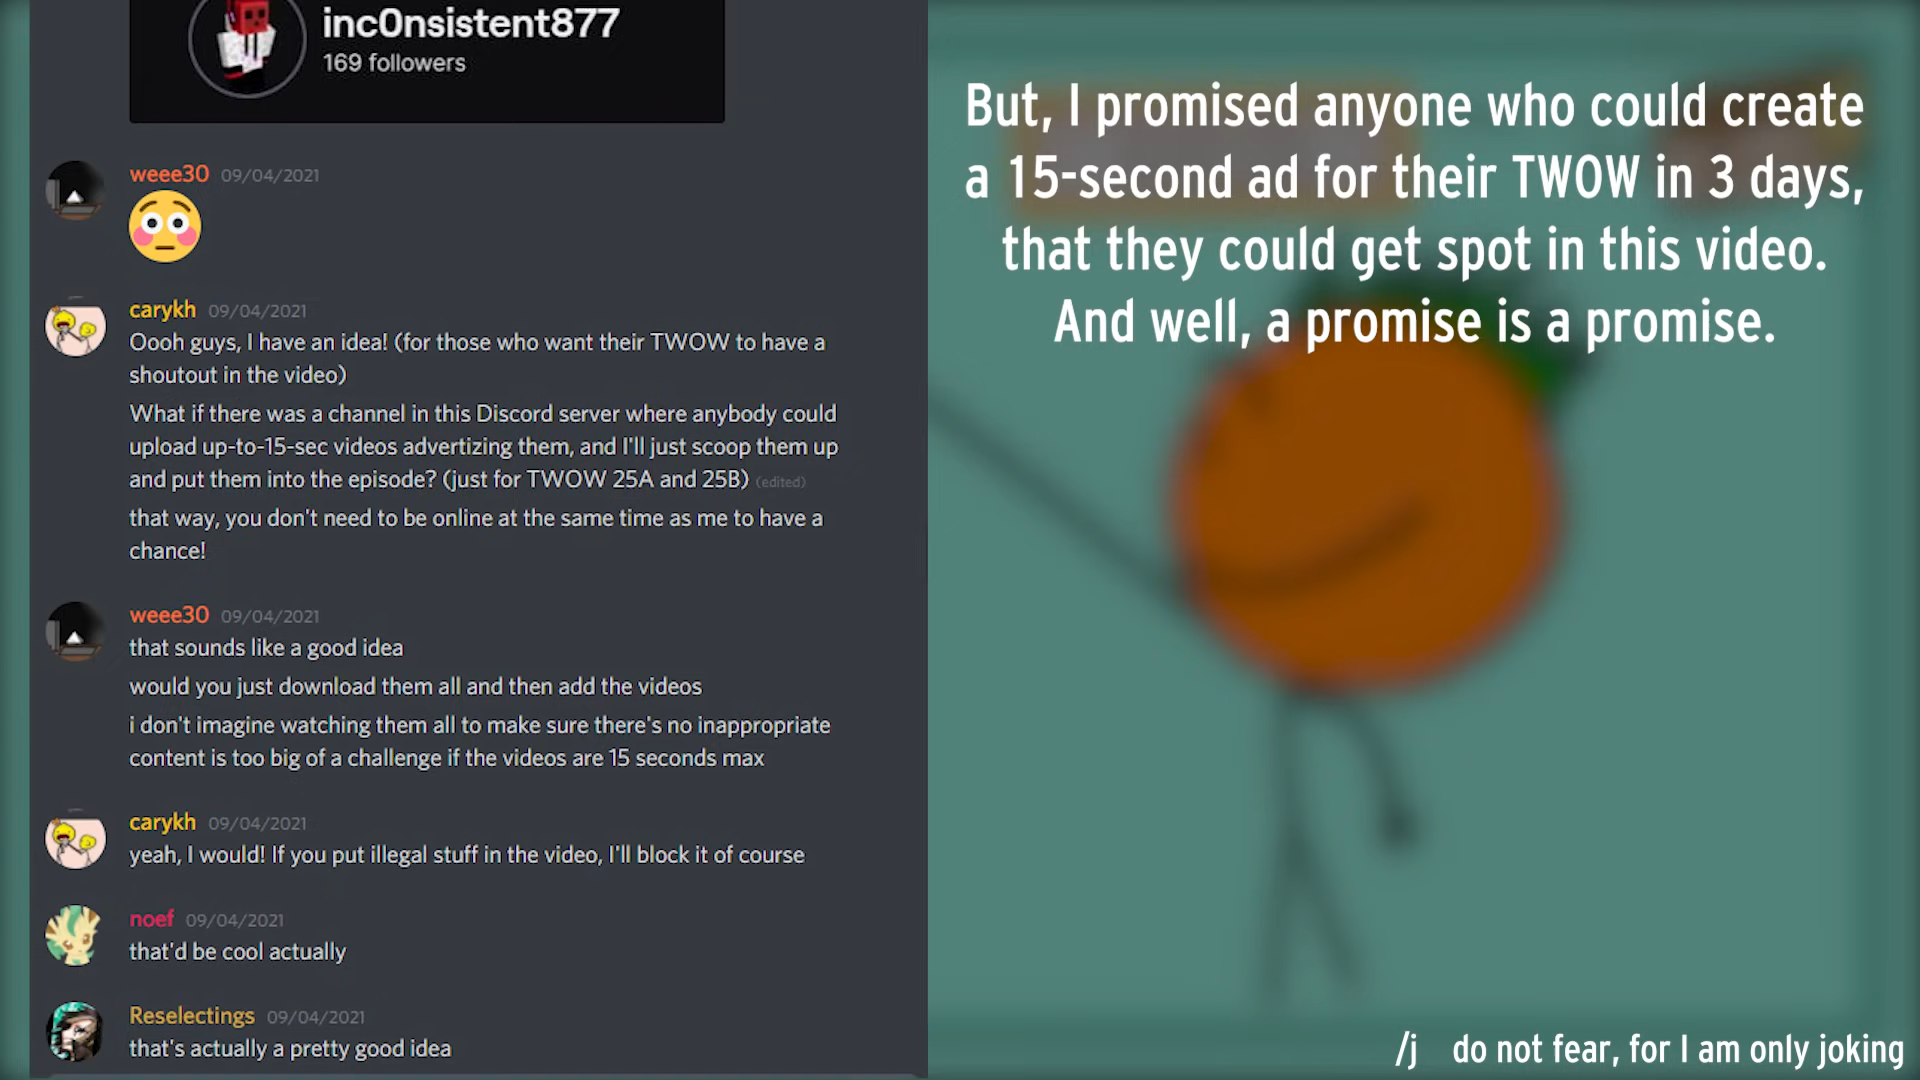 inc0nsistent877
169 followers
weee30 09/04/2021
carykh 09/04/2021
Oooh guys, I have an idea! (for those who want their TWOW to have a
shoutout in the video)
What if there was a channel in this Discord server where anybody could
upload up-to-15-sec videos advertizing them, and I'll just scoop them up
and put them into the episode? (just for TWOW 25A and 25B) (edited)
that way, you don't need to be online at the same time as me to have a
chance!
weee30 09/04/2021
that sounds like a good idea
would you just download them all and then add the videos
i don't imagine watching them all to make sure there's no inappropriate
content is too big of a challenge if the videos are 15 seconds max
carykh 09/04/2021
yeah, I would! If you put illegal stuff in the video, I'll block it of course
noef 09/04/2021
that'd be cool actually
Reselectings 09/04/2021
that's actually a pretty good idea
But, I promised anyone who could create
a 15-second ad for their TWOW in 3 days,
that they could get spot in this video.
And well, a promise is a promise.
/j do not fear, for I am only joking